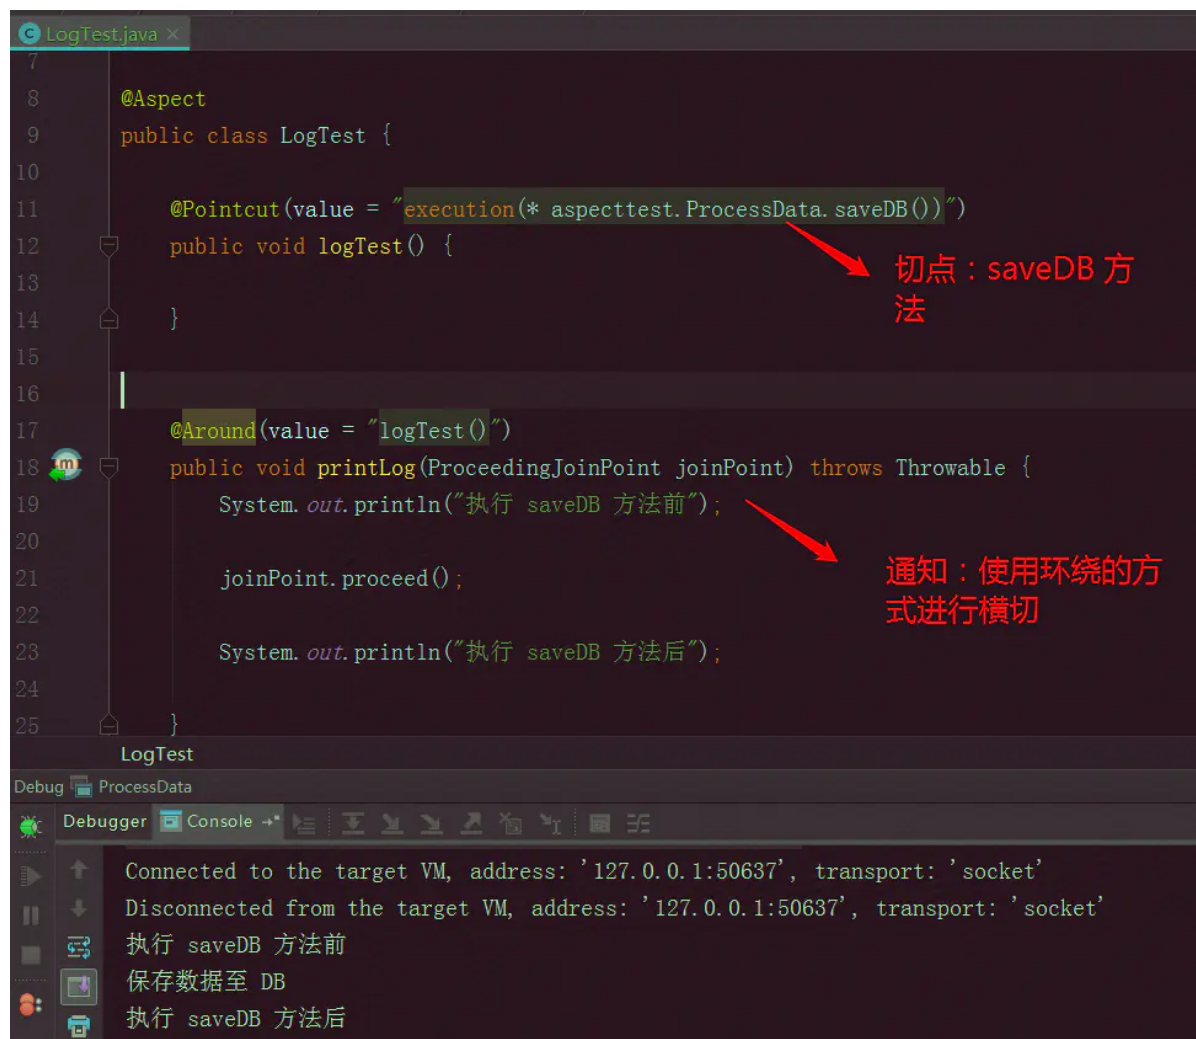 LogTest.java
7
8 @Aspect
9 public class LogTest {
10
11 @Pointcut(value = "execution(* aspecttest.ProcessData.saveDB())")
12 public void logTest() {
切点：saveDB 方
13
法
14 }
15
16
17 @Around(value = "logTest()")
18 public void printLog(ProceedingJoinPoint joinPoint) throws Throwable {
19 System.out.println("执行 saveDB 方法前");
20
21 joinPoint.proceed();
通知：使用环绕的方
式进行横切
22
23 System.out.println("执行 saveDB 方法后");
24
25 }
LogTest
Debug ProcessData
Debugger Console
Connected to the target VM, address: '127.0.0.1:50637', transport: 'socket'
Disconnected from the target VM, address: '127.0.0.1:50637', transport: 'socket'
执行 saveDB 方法前
保存数据至 DB
执行 saveDB 方法后